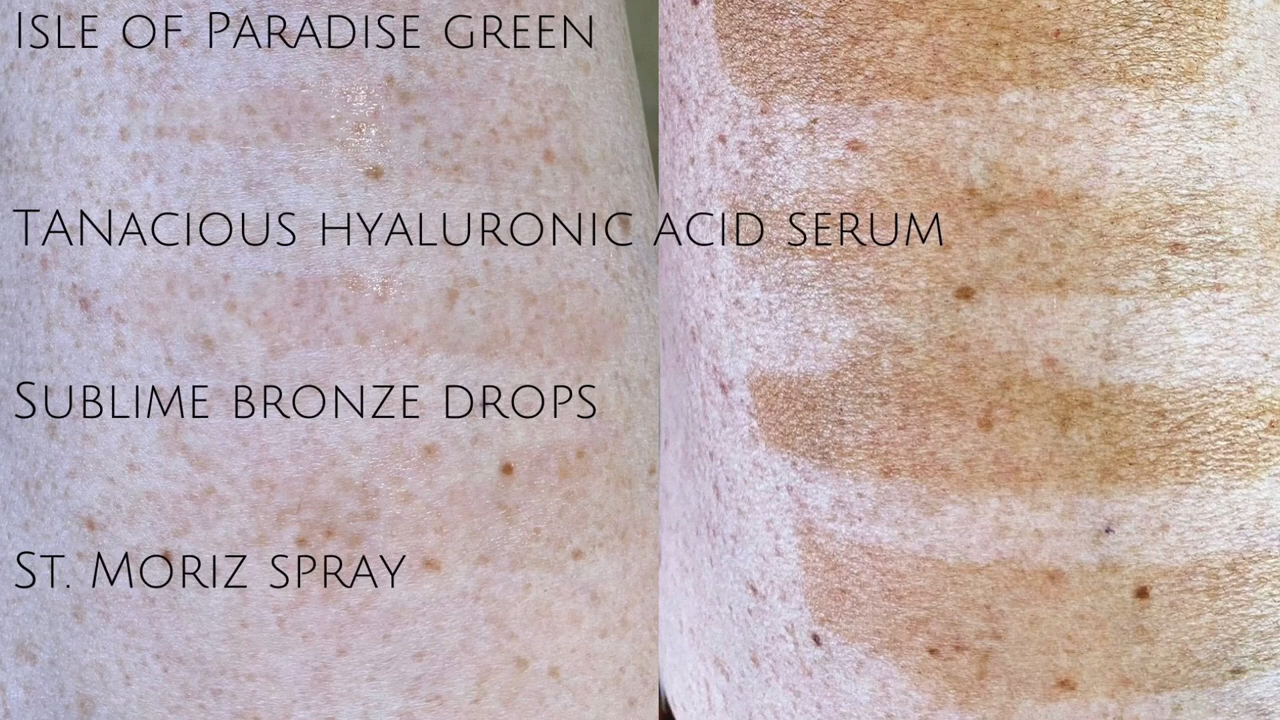 Isle of Paradise green
TANacious hyaluronic acid serum
Sublime bronze drops
St. Moriz spray